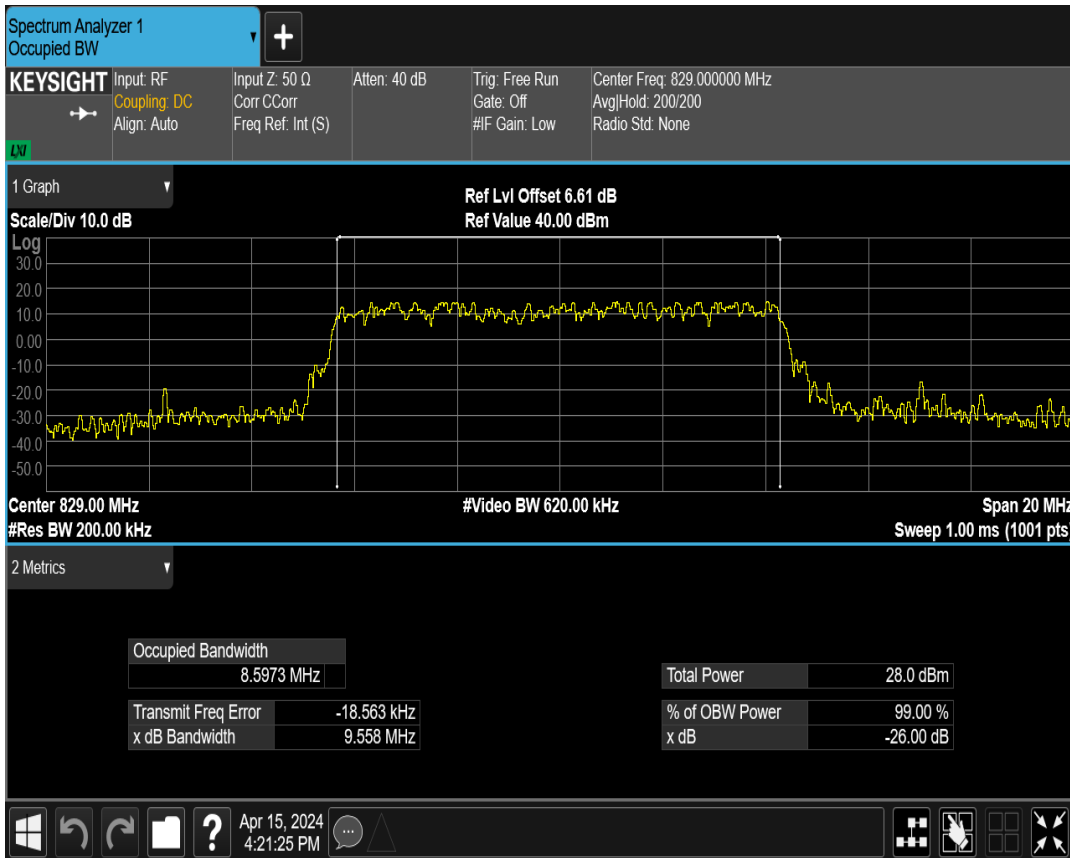 Spectrum Analyzer 1
Occupied BW
KEYSIGHT
LXI
Input: RF
Coupling: DC
Align: Auto
Input Z: 50 Ω
Corr CCorr
Freq Ref: Int (S)
Atten: 40 dB
Trig: Free Run
Gate: Off
#IF Gain: Low
Center Freq: 829.000000 MHz
Avg|Hold: 200/200
Radio Std: None
1 Graph
Scale/Div 10.0 dB
Ref Lvl Offset 6.61 dB
Ref Value 40.00 dBm
Log
30.0
20.0
10.0
0.00
-10.0
-20.0
-30.0
-40.0
-50.0
Center 829.00 MHz
#Video BW 620.00 kHz
Span 20 MHz
#Res BW 200.00 kHz
Sweep 1.00 ms (1001 pts)
2 Metrics
Occupied Bandwidth
8.5973 MHz
Total Power 28.0 dBm
Transmit Freq Error -18.563 kHz
% of OBW Power 99.00 %
x dB Bandwidth 9.558 MHz
x dB -26.00 dB
?
Apr 15, 2024
4:21:25 PM